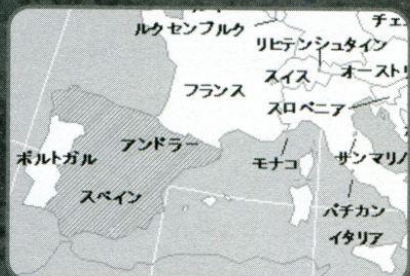 ルクセンブルク
チェ
リヒテンシュタイン
スイス
オーストリ
フランス
スロベニア
アンドラー
ポルトガル
モナコ
サンマリノ
スペイン
バチカン
イタリア